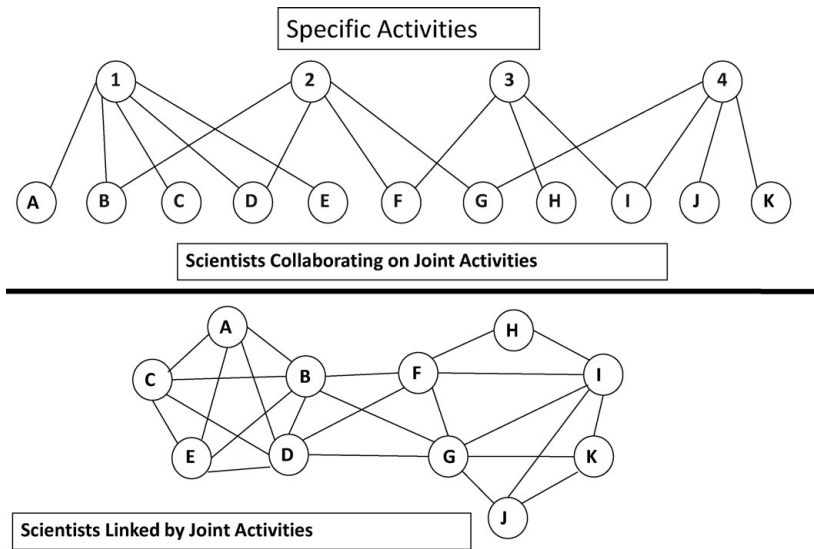 Specific Activities
1 2 3 4
A B C D E F G H I J K
Scientists Collaborating on Joint Activities
A
H
C B F I
E D G K
J
Scientists Linked by Joint Activities